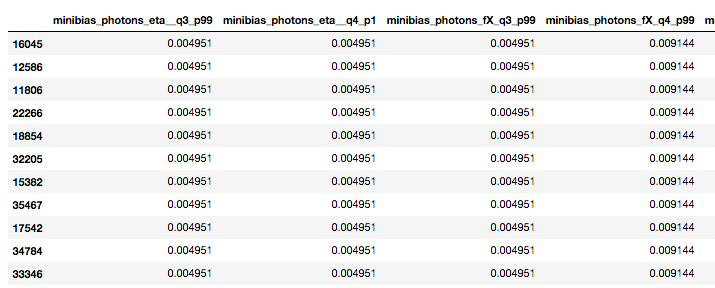 minibias_photons_eta__q3_p99 minibias_photons_eta__q4_p1 minibias_photons_fX_q3_p99 minibias_photons_fX_q4_p99 mi
16045 0.004951 0.004951 0.004951 0.009144
12586 0.004951 0.004951 0.004951 0.009144
11806 0.004951 0.004951 0.004951 0.009144
22266 0.004951 0.004951 0.004951 0.009144
18854 0.004951 0.004951 0.004951 0.009144
32205 0.004951 0.004951 0.004951 0.009144
15382 0.004951 0.004951 0.004951 0.009144
35467 0.004951 0.004951 0.004951 0.009144
17542 0.004951 0.004951 0.004951 0.009144
34784 0.004951 0.004951 0.004951 0.009144
33346 0.004951 0.004951 0.004951 0.009144